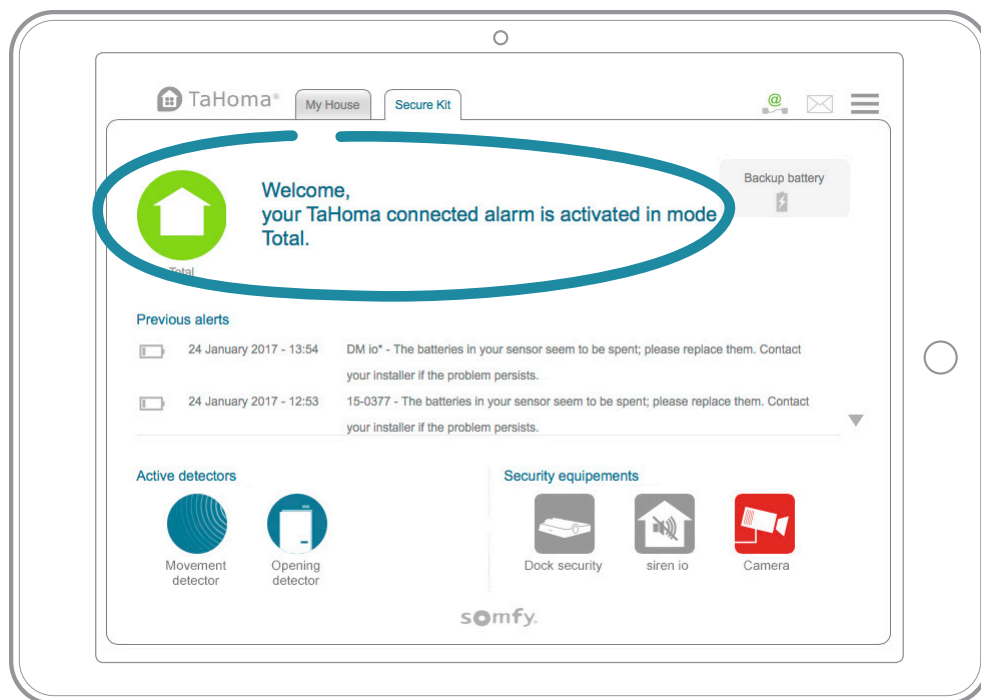 TaHoma®
My House
Secure Kit
@
Backup battery
Welcome,
your TaHoma connected alarm is activated in mode
Total.
Total
Previous alerts
24 January 2017 - 13:54 DM io* - The batteries in your sensor seem to be spent; please replace them. Contact
your installer if the problem persists.
24 January 2017 - 12:53 15-0377 - The batteries in your sensor seem to be spent; please replace them. Contact
your installer if the problem persists.
Active detectors
Security equipements
Movement
detector
Opening
detector
Dock security
siren io
Camera
somfy.